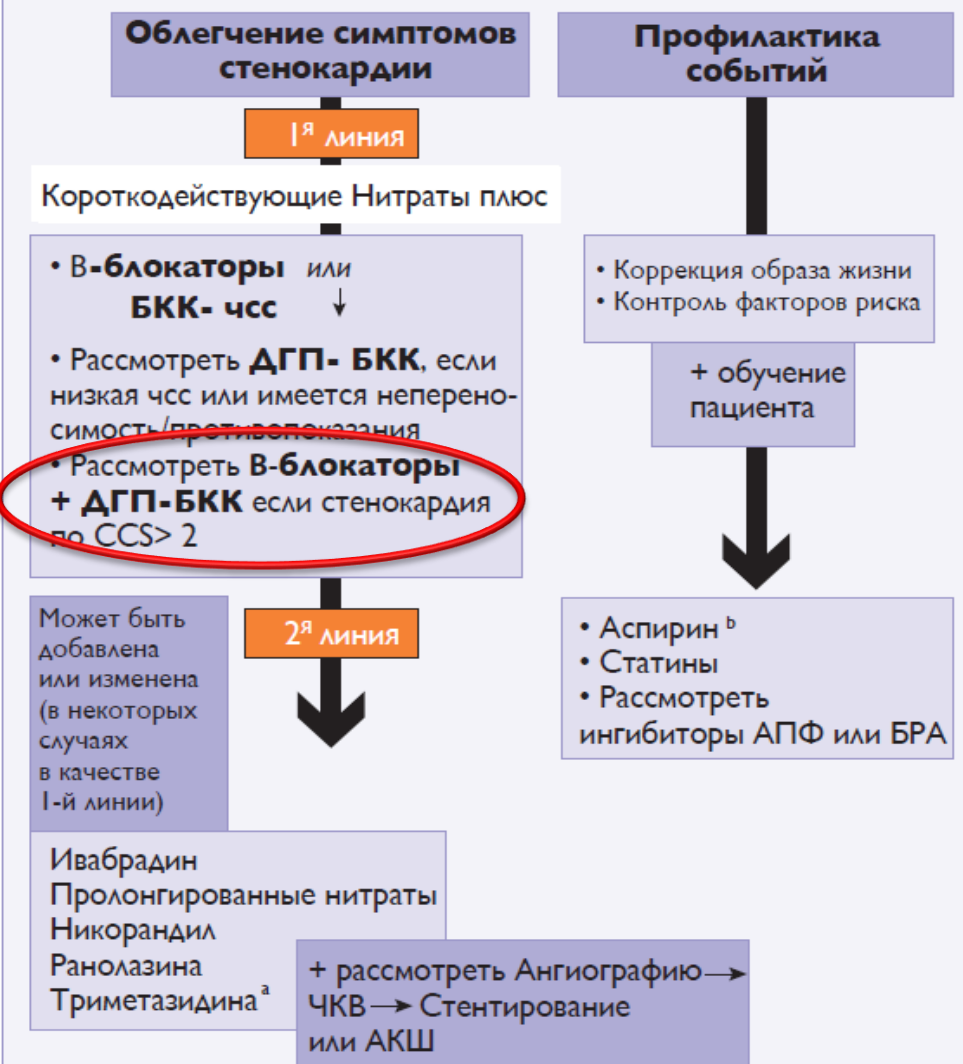 Облегчение симптомов
стенокардии
1я линия
Короткодействующие Нитраты плюс
• В-блокаторы или
БКК- чсс ↓
• Рассмотреть ДГП- БКК, если
низкая чсс или имеется неперено-
симость/противопоказания
• Рассмотреть В-блокаторы
+ ДГП-БКК если стенокардия
по CCS> 2
2я линия
Может быть
добавлена
или изменена
(в некоторых
случаях
в качестве
1-й линии)
Ивабрадин
Пролонгированные нитраты
Никорандил
Ранолазина
Триметазидинаa
+ рассмотреть Ангиографию→
ЧКВ→ Стентирование
или АКШ
Профилактика
событий
• Коррекция образа жизни
• Контроль факторов риска
+ обучение
пациента
• Аспирин b
• Статины
• Рассмотреть
ингибиторы АПФ или БРА